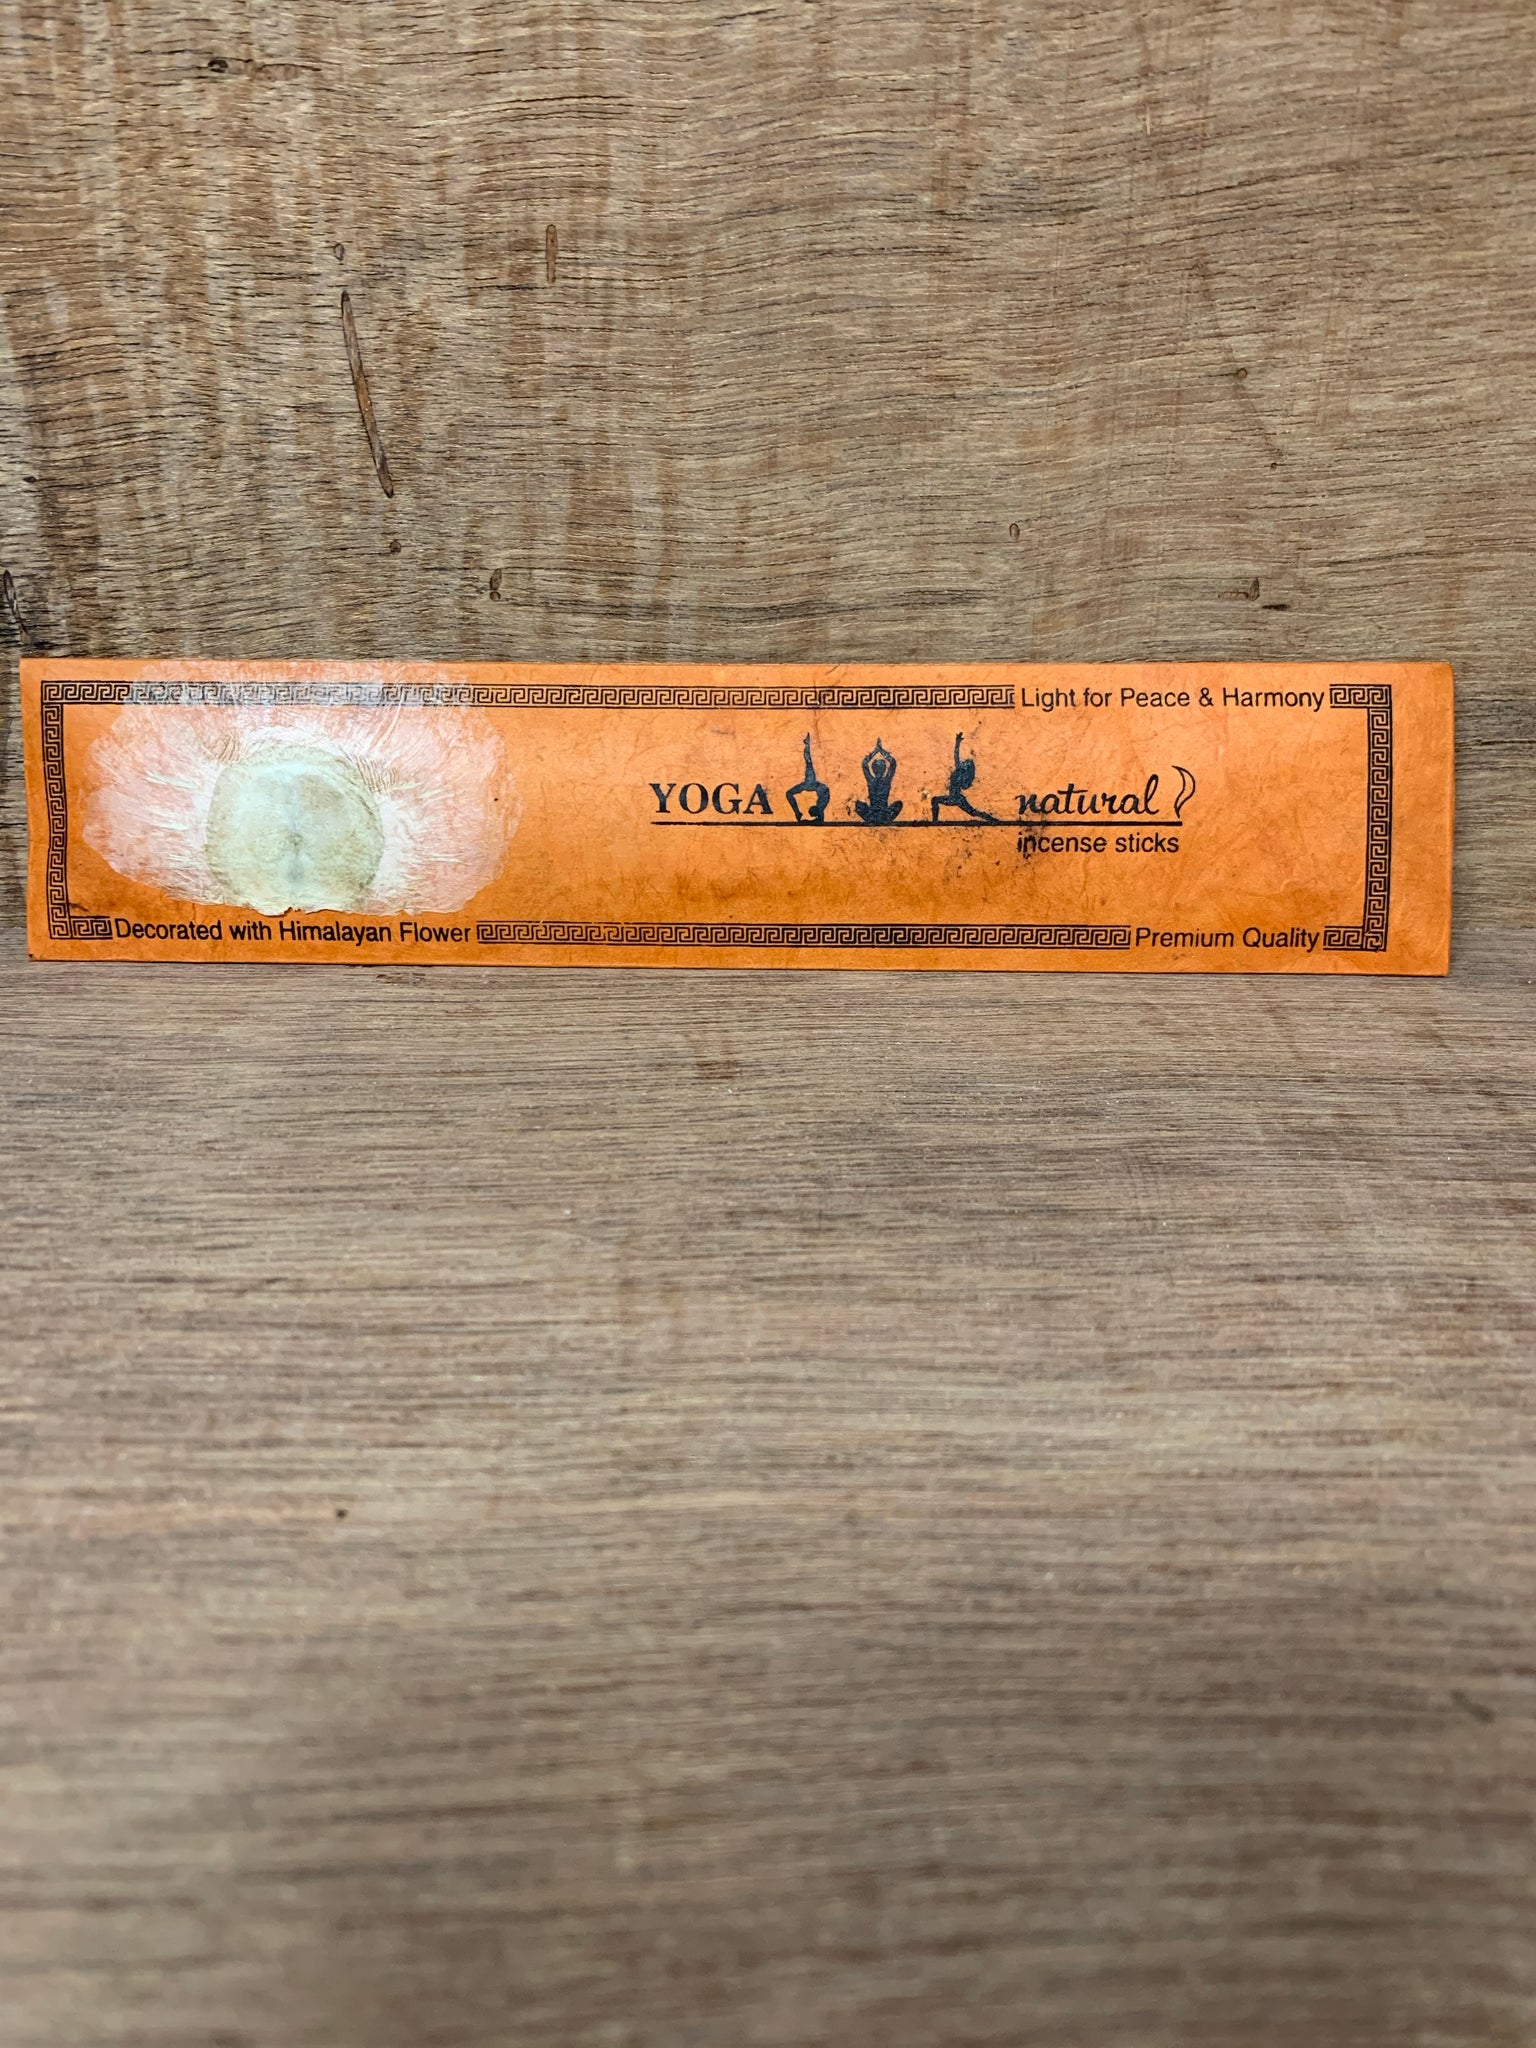 Light for Peace & Harmony
YOGA natural
incense sticks
Decorated with Himalayan Flower
Premium Quality